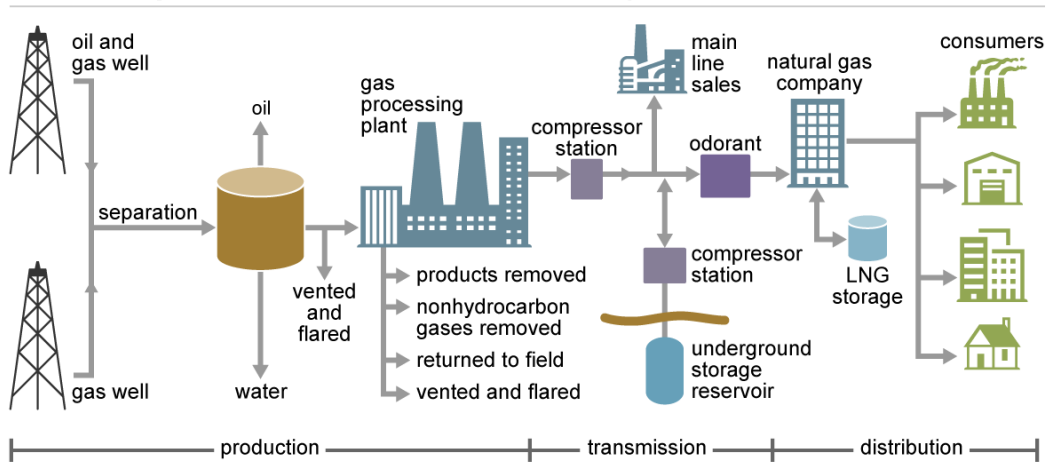 oil and
gas well
oil
separation
gas well
water
vented
and
flared
gas
processing
plant
products removed
nonhydrocarbon
gases removed
returned to field
vented and flared
compressor
station
main
line
sales
odorant
compressor
station
underground
storage
reservoir
natural gas
company
LNG
storage
consumers
production
transmission
distribution